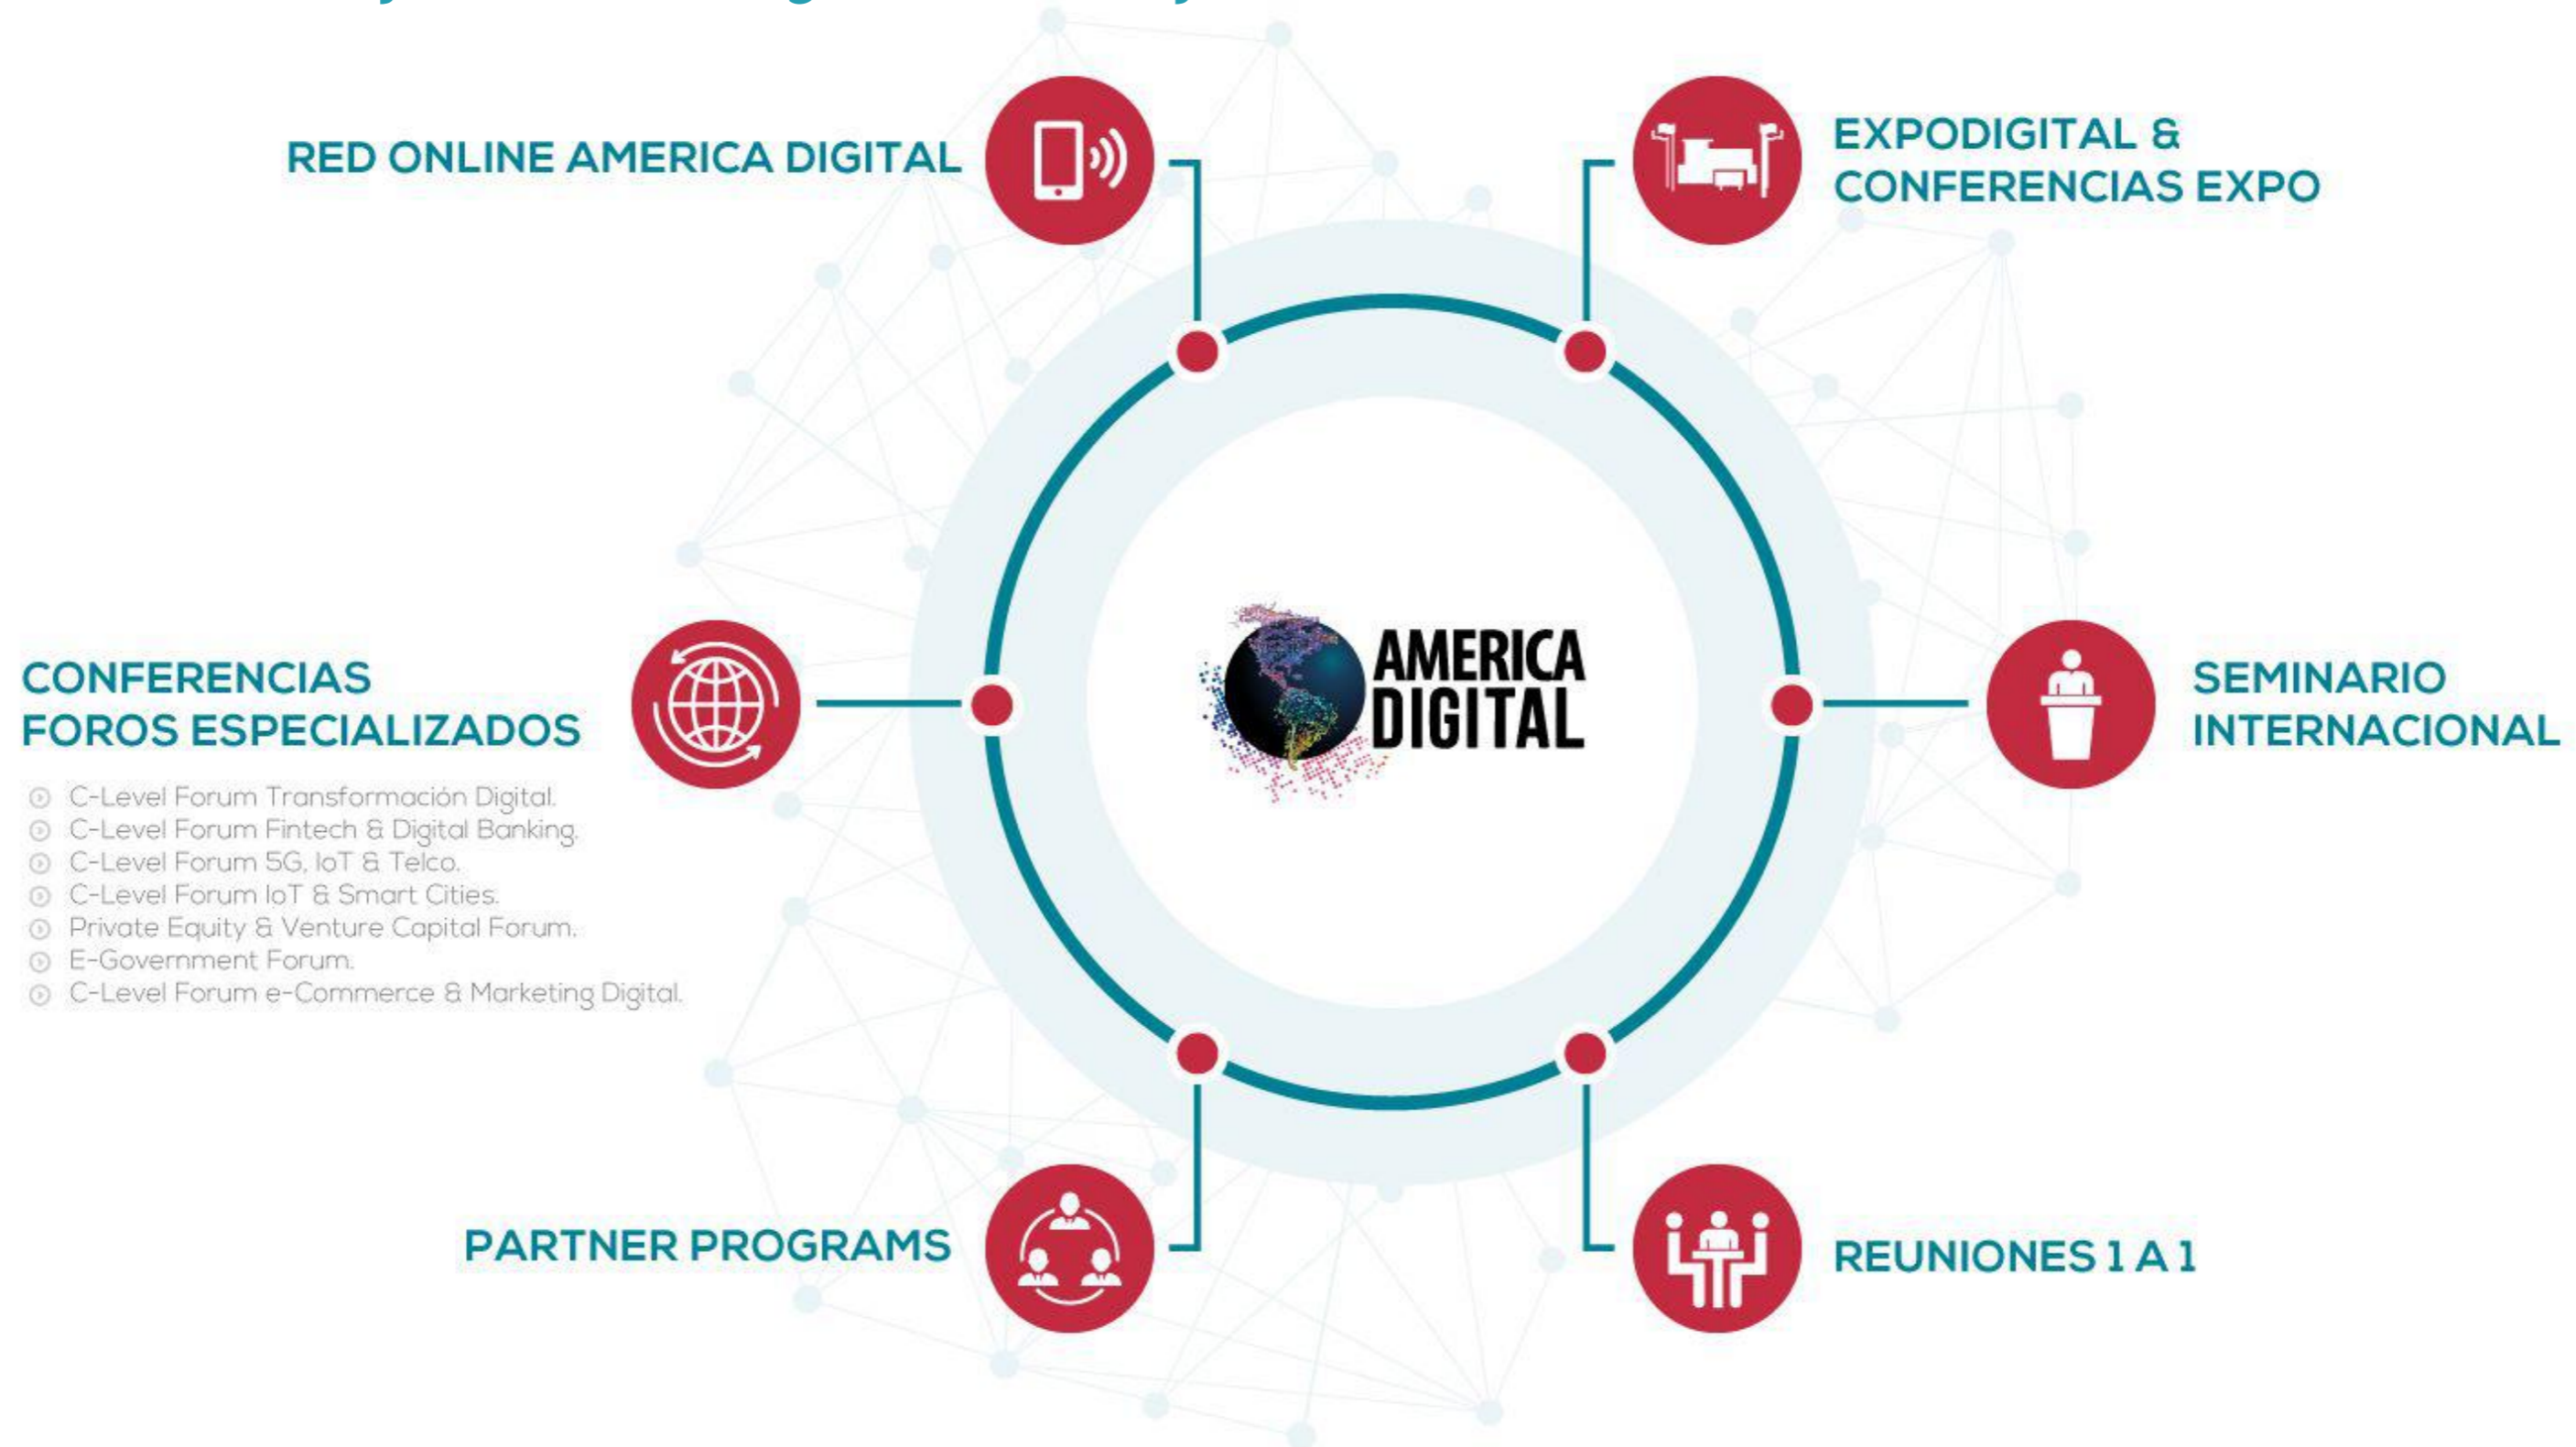 RED ONLINE AMERICA DIGITAL
EXPODIGITAL &
CONFERENCIAS EXPO
CONFERENCIAS
FOROS ESPECIALIZADOS
C-Level Forum Transformación Digital.
C-Level Forum Fintech & Digital Banking.
C-Level Forum 5G, IoT & Telco.
C-Level Forum IoT & Smart Cities.
Private Equity & Venture Capital Forum.
E-Government Forum.
C-Level Forum e-Commerce & Marketing Digital.
AMERICA
DIGITAL
SEMINARIO
INTERNACIONAL
PARTNER PROGRAMS
REUNIONES 1 A 1